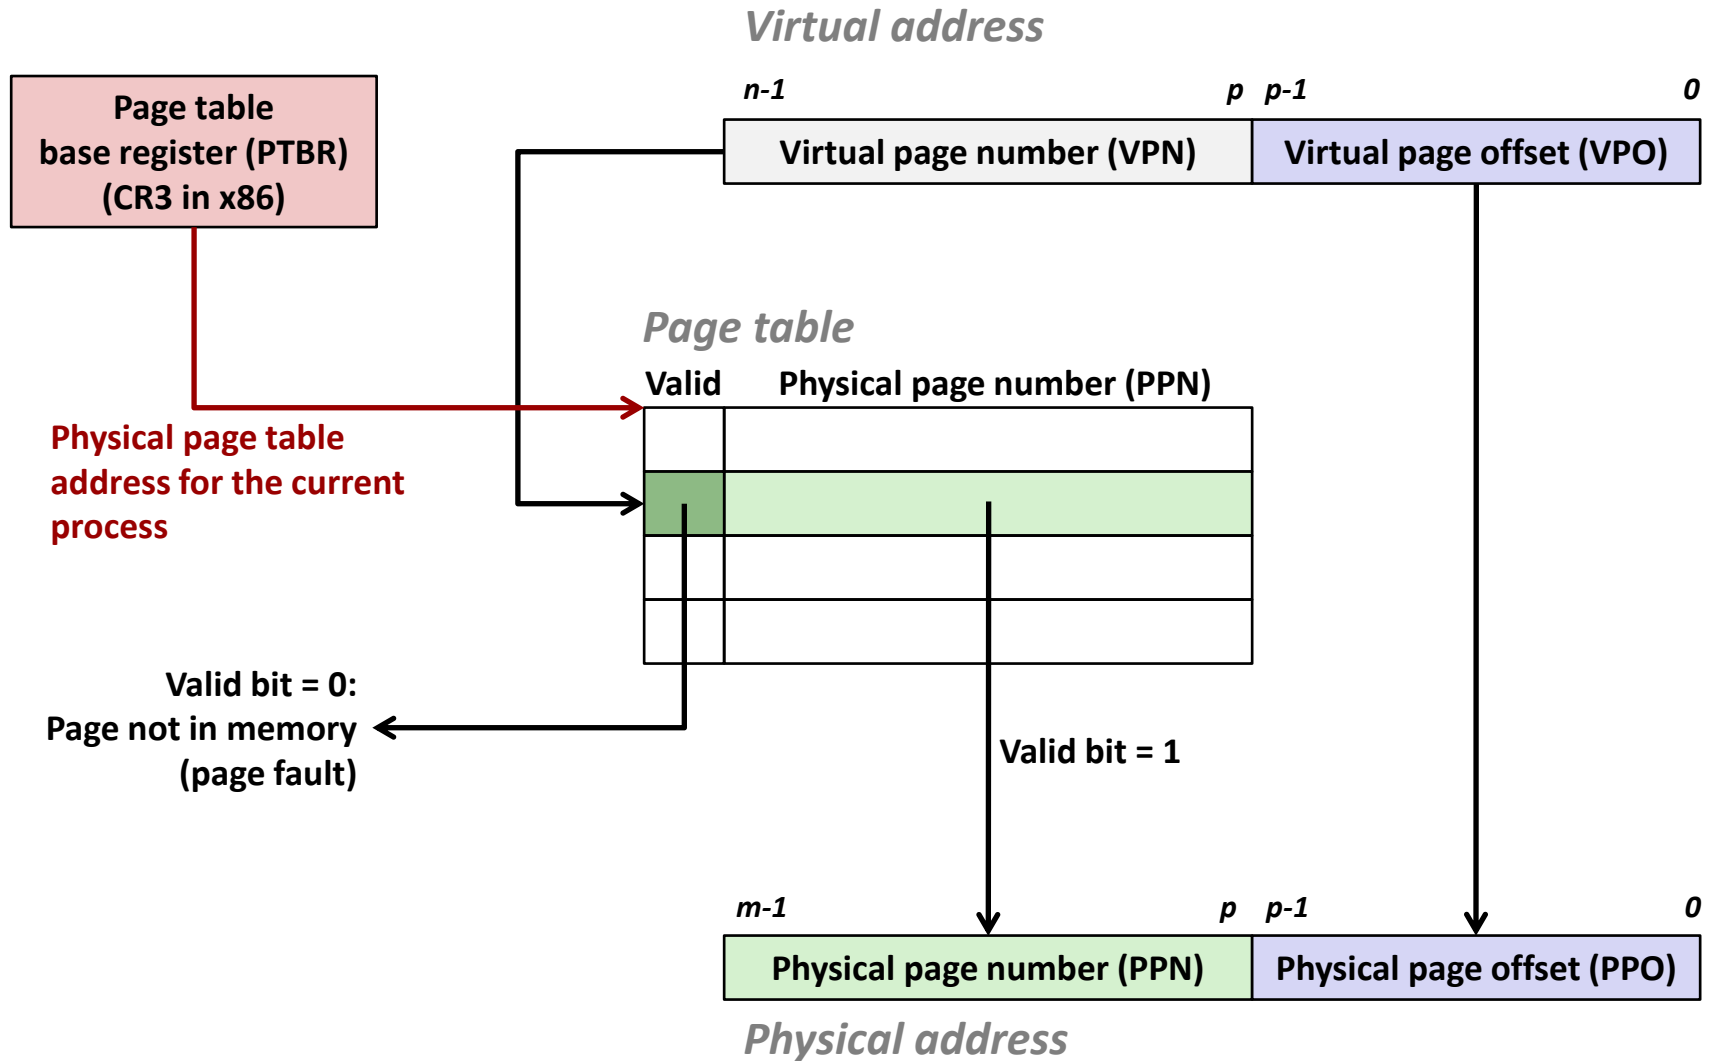 Virtual address
n-1 p p-1 0
Page table
base register (PTBR)
(CR3 in x86)
Virtual page number (VPN) Virtual page offset (VPO)
Page table
Valid Physical page number (PPN)
Physical page table
address for the current
process
Valid bit = 0:
Page not in memory
(page fault)
Valid bit = 1
m-1 p p-1 0
Physical page number (PPN) Physical page offset (PPO)
Physical address